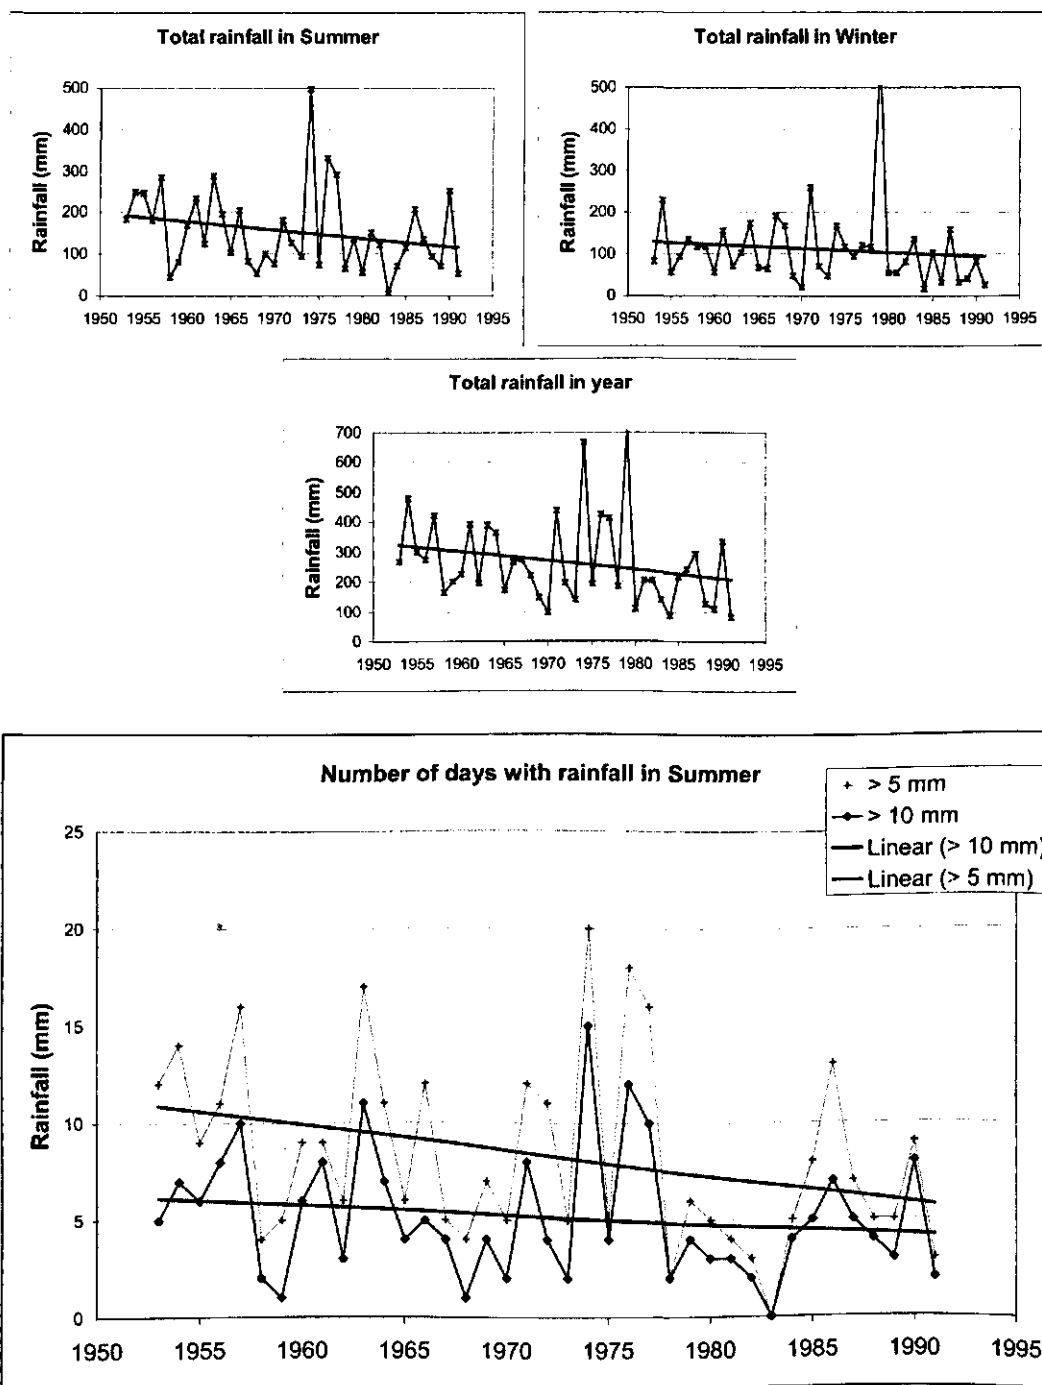 Total rainfall in Summer
Rainfall (mm)
500
400
300
200
100
0
1950 1955 1960 1965 1970 1975 1980 1985 1990 1995
Total rainfall in Winter
Rainfall (mm)
500
400
300
200
100
0
1950 1955 1960 1965 1970 1975 1980 1985 1990 1995
Total rainfall in year
Rainfall (mm)
700
600
500
400
300
200
100
0
1950 1955 1960 1965 1970 1975 1980 1985 1990 1995
Number of days with rainfall in Summer
> 5 mm
> 10 mm
Linear (> 10 mm)
Linear (> 5 mm)
Rainfall (mm)
25
20
15
10
5
0
1950 1955 1960 1965 1970 1975 1980 1985 1990 1995